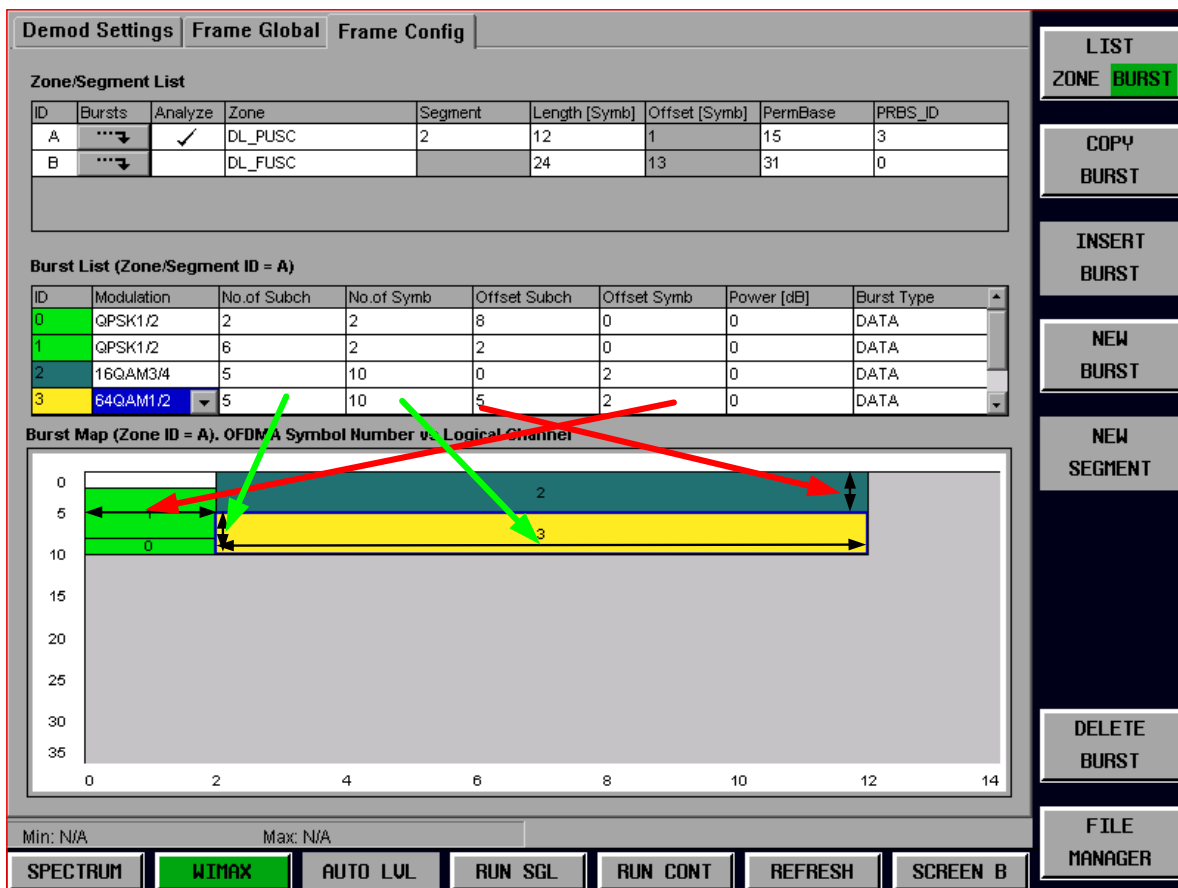 Demod Settings Frame Global Frame Config
Zone/Segment List
ID Bursts Analyze Zone Segment Length [Symb] Offset [Symb] PermBase PRBS_ID
A DL_PUSC 2 12 1 15 3
B DL_FUSC 24 13 31 0
Burst List (Zone/Segment ID = A)
ID Modulation No.of Subch No.of Symb Offset Subch Offset Symb Power [dB] Burst Type
0 QPSK1/2 2 2 8 0 0 DATA
1 QPSK1/2 6 2 2 0 0 DATA
2 16QAM3/4 5 10 0 2 0 DATA
3 64QAM1/2 5 10 5 2 0 DATA
Burst Map (Zone ID = A). OFDMA Symbol Number vs Logical Channel
0
5
10
15
20
25
30
35
2
1
3
0
0 2 4 6 8 10 12 14
Min: N/A Max: N/A
SPECTRUM WIMAX AUTO LVL RUN SGL RUN CONT REFRESH SCREEN B
LIST
ZONE BURST
COPY
BURST
INSERT
BURST
NEW
BURST
NEW
SEGMENT
DELETE
BURST
FILE
MANAGER